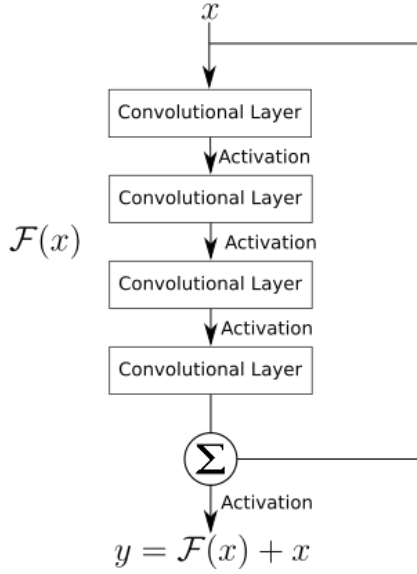 x
Convolutional Layer
Activation
Convolutional Layer
Activation
F(x)
Convolutional Layer
Activation
Convolutional Layer
Σ
Activation
y = F(x) + x